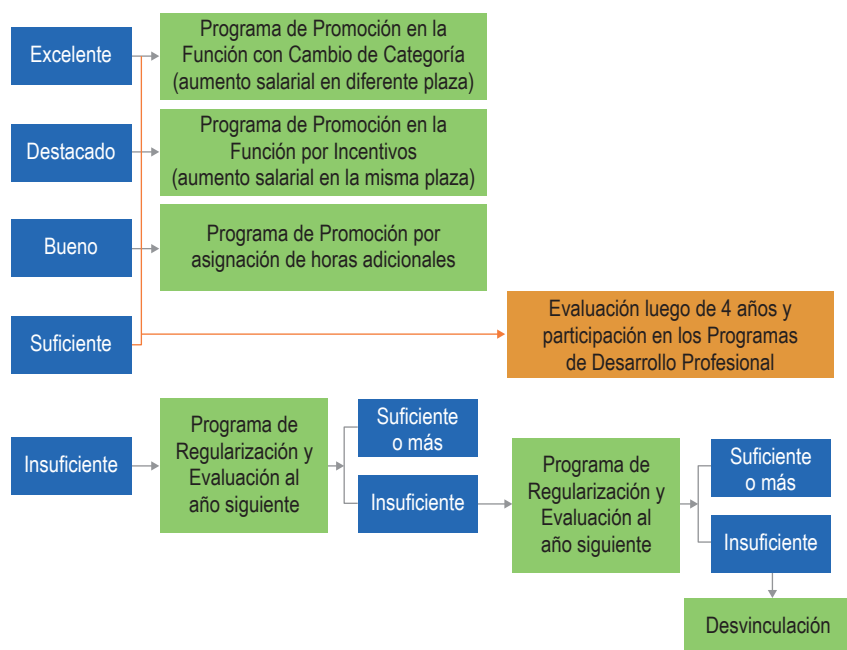 Excelente
Programa de Promoción en la
Función con Cambio de Categoría
(aumento salarial en diferente plaza)
Destacado
Programa de Promoción en la
Función por Incentivos
(aumento salarial en la misma plaza)
Bueno
Programa de Promoción por
asignación de horas adicionales
Suficiente
Evaluación luego de 4 años y
participación en los Programas
de Desarrollo Profesional
Insuficiente
Programa de
Regularización y
Evaluación al
año siguiente
Suficiente
o más
Insuficiente
Programa de
Regularización y
Evaluación al
año siguiente
Suficiente
o más
Insuficiente
Desvinculación